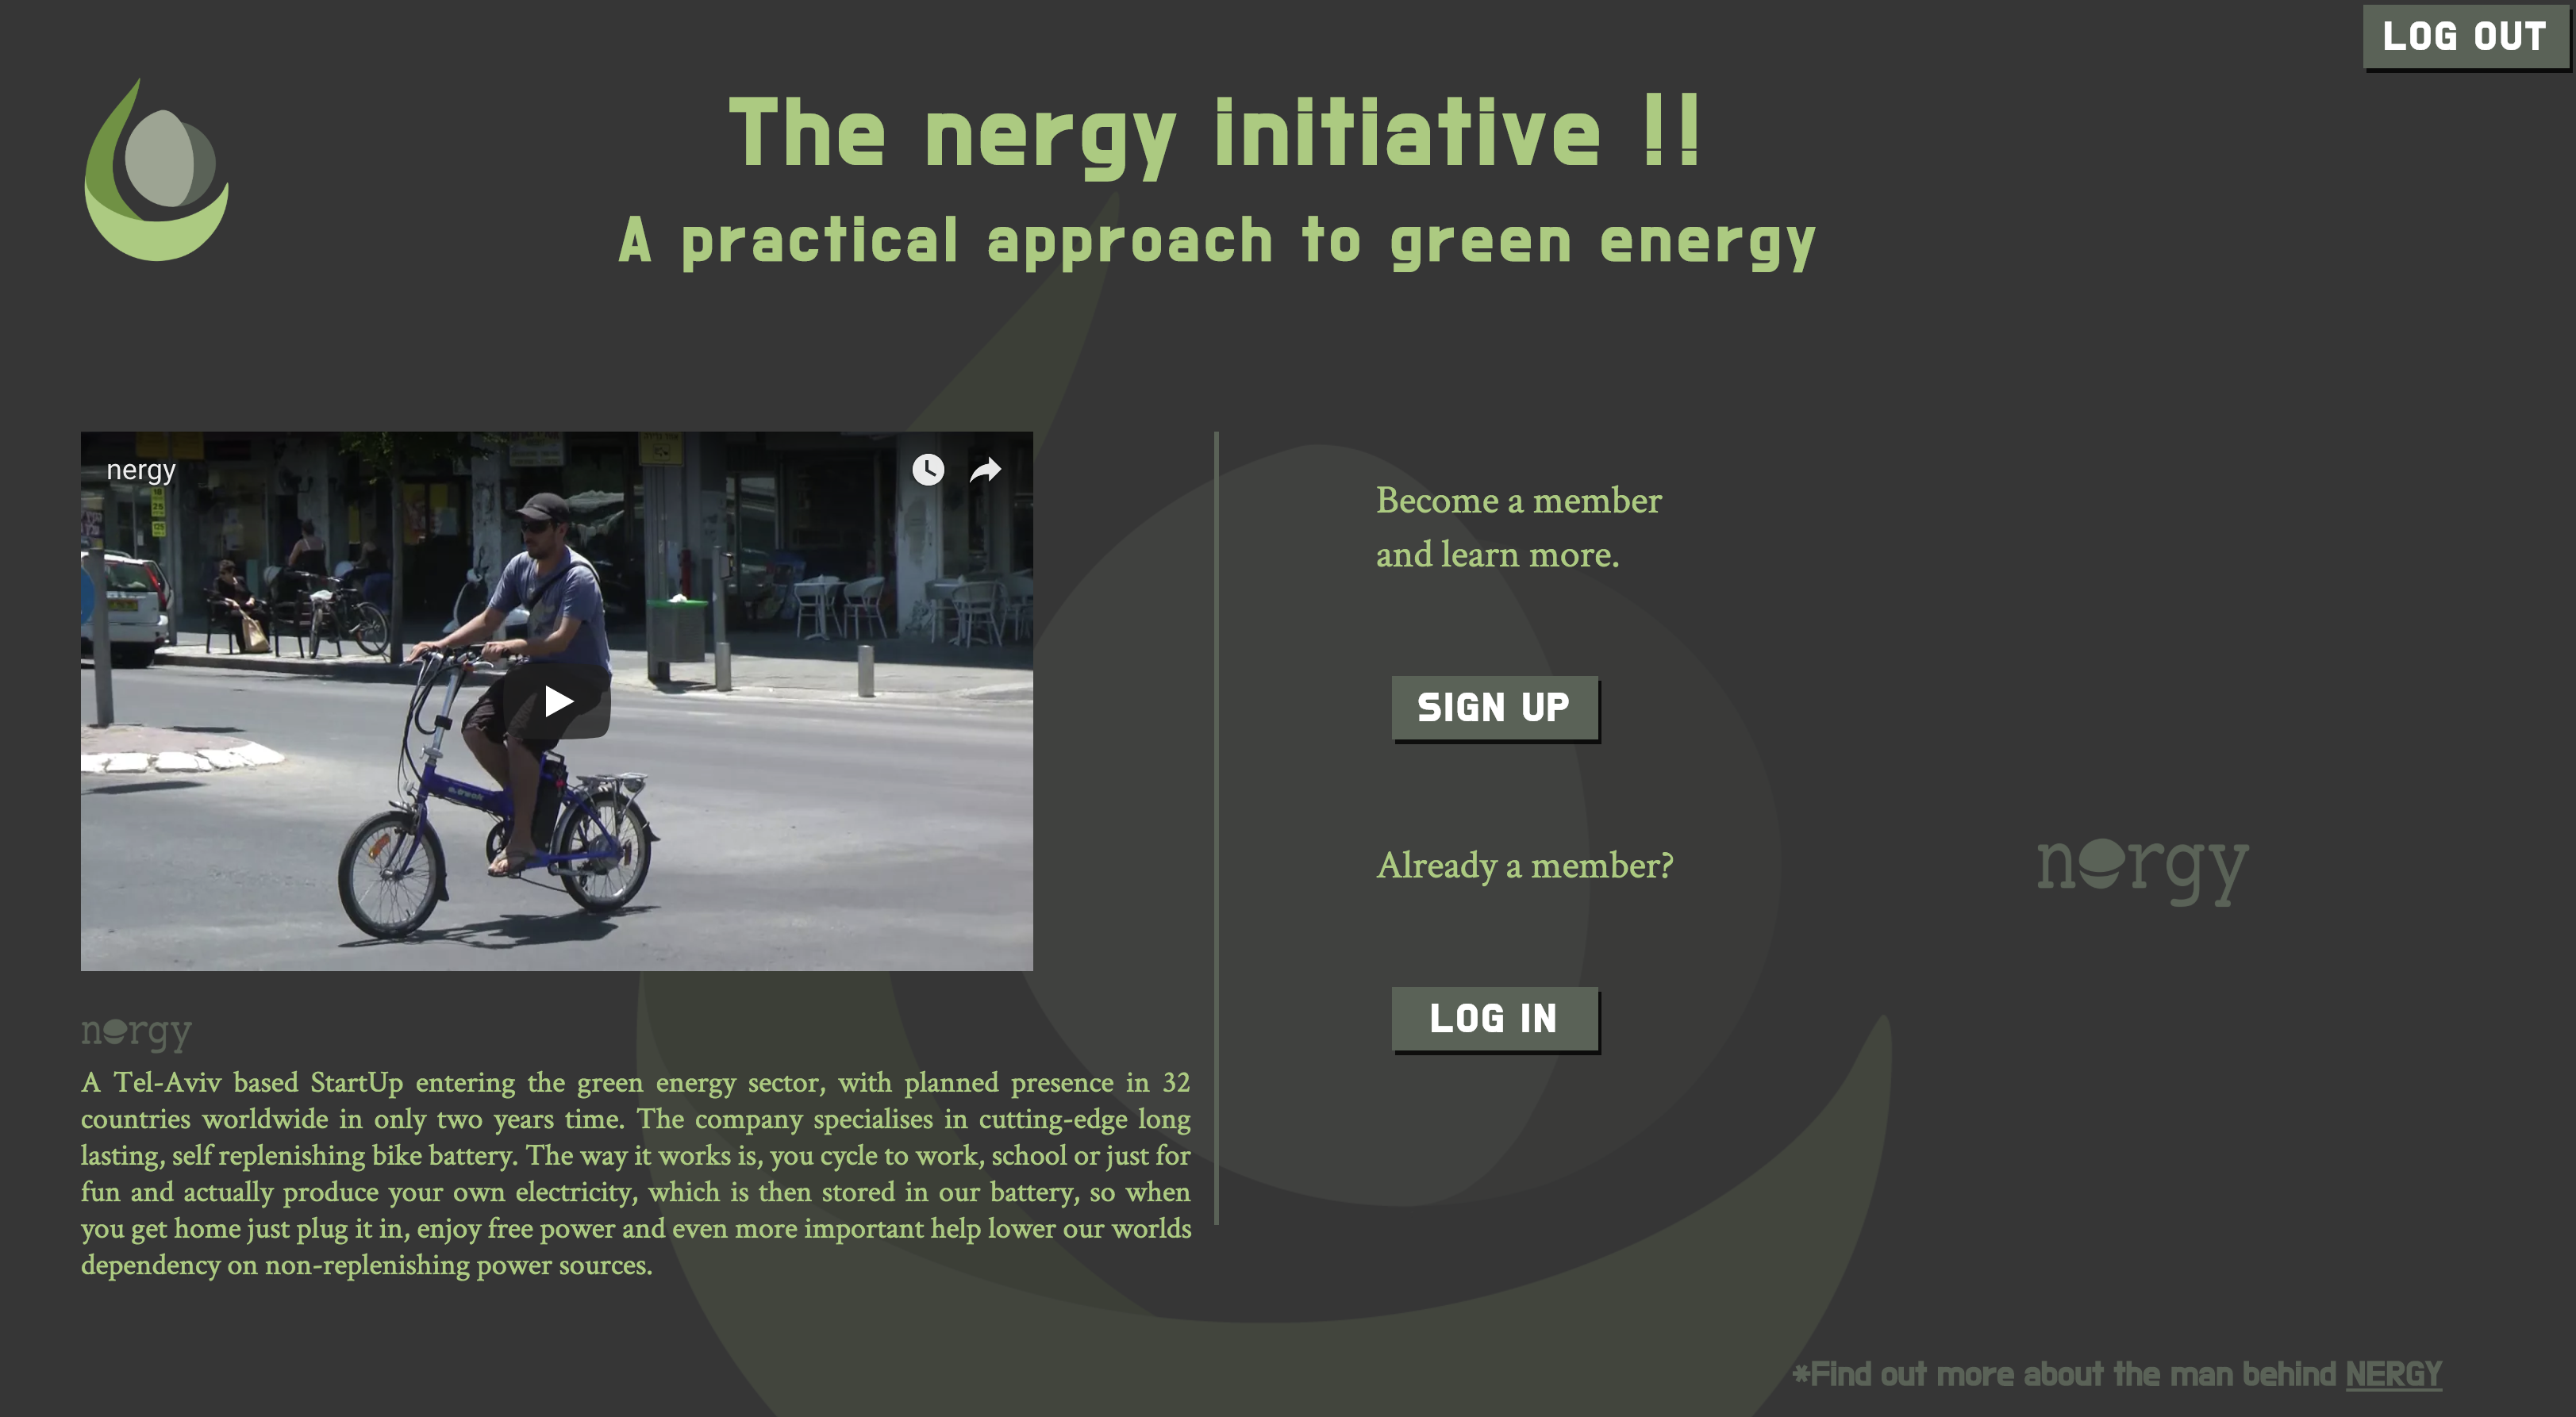 LOG OUT
The nergy initiative !!
A practical approach to green energy
nergy
Become a member
and learn more.
SIGN UP
Already a member?
LOG IN
nergy
nergy
A Tel-Aviv based StartUp entering the green energy sector, with planned presence in 32
countries worldwide in only two years time. The company specialises in cutting-edge long
lasting, self replenishing bike battery. The way it works is, you cycle to work, school or just for
fun and actually produce your own electricity, which is then stored in our battery, so when
you get home just plug it in, enjoy free power and even more important help lower our worlds
dependency on non-replenishing power sources.
*Find out more about the man behind NERGY